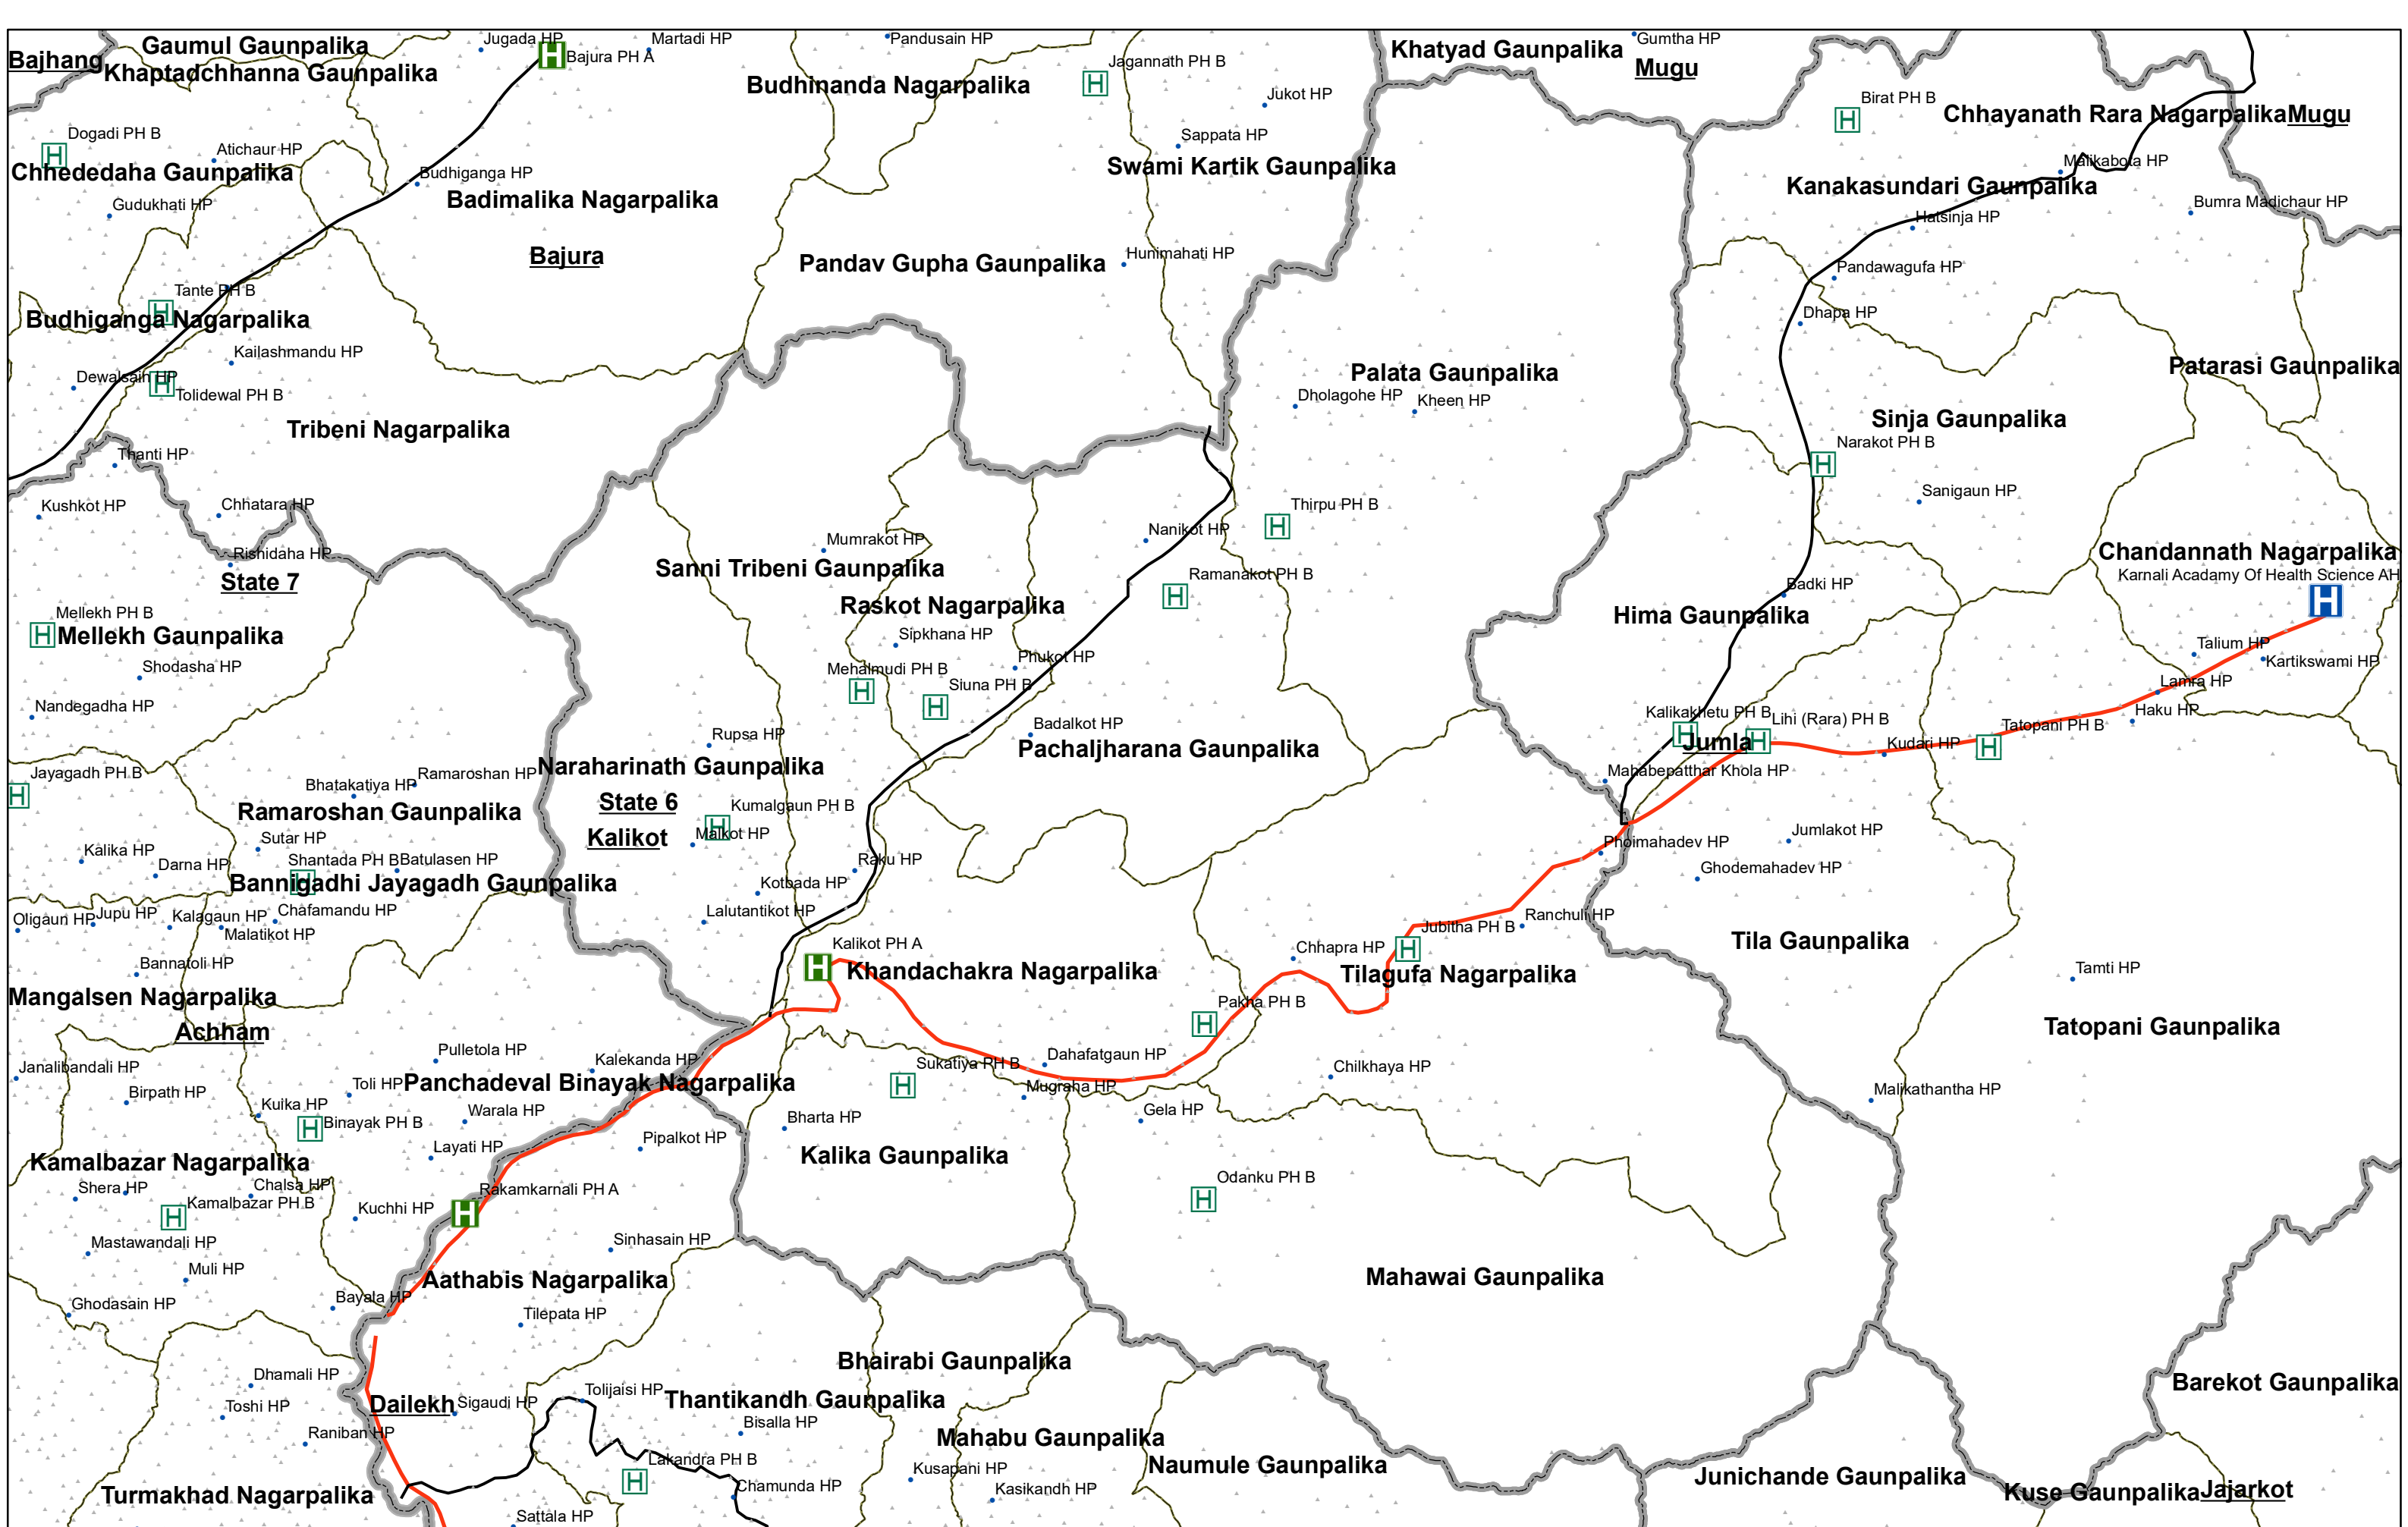 Jugada HP
Martadi HP
Pandusain HP
Gumtha HP
Gaumul Gaunpalika
Bajhang
Khaptadchhanna Gaunpalika
Bajura PH A
Khatyad Gaunpalika
Mugu
Jagannath PH B
Budhinanda Nagarpalika
Jukot HP
Birat PH B
Chhayanath Rara Nagarpalika
Mugu
Dogadi PH B
Sappata HP
Atichaur HP
Malikabota HP
Chhededaha Gaunpalika
Budhiganga HP
Swami Kartik Gaunpalika
Kanakasundari Gaunpalika
Badimalika Nagarpalika
Gudukhati HP
Bumra Madichaur HP
Hatsinja HP
Bajura
Hunimahati HP
Pandav Gupha Gaunpalika
Pandawagufa HP
Tante PH B
Dhapa HP
Budhiganga Nagarpalika
Kailashmandu HP
Patarasi Gaunpalika
Palata Gaunpalika
Dewalsain HP
Tolidewal PH B
Dholagohe HP
Kheen HP
Sinja Gaunpalika
Tribeni Nagarpalika
Narakot PH B
Thanti HP
Sanigaun HP
Kushkot HP
Chhatara HP
Thirpu PH B
Nanikot HP
Mumrakot HP
Rishidaha HP
Chandannath Nagarpalika
Sanni Tribeni Gaunpalika
Ramanakot PH B
Karnali Acadamy Of Health Science AH
State 7
Badki HP
Raskot Nagarpalika
Mellekh PH B
Hima Gaunpalika
Mellekh Gaunpalika
Sipkhana HP
Talium HP
Phukot HP
Kartikswami HP
Shodasha HP
Mehalmudi PH B
Siuna PH B
Lamra HP
Nandegadha HP
Kalikakhetu PH B
Lihi (Rara) PH B
Haku HP
Badalkot HP
Tatopani PH B
Rupsa HP
Jumla
Kudari HP
Pachaljharana Gaunpalika
Naraharinath Gaunpalika
Jayagadh PH B
Ramaroshan HP
Mahabepatthar Khola HP
Bhatakatiya HP
State 6
Kumalgaun PH B
Ramaroshan Gaunpalika
Jumlakot HP
Kalikot
Malkot HP
Sutar HP
Phoimahadev HP
Kalika HP
Darna HP
Shantada PH B
Batulasen HP
Raku HP
Ghodemahadev HP
Bannigadhi Jayagadh Gaunpalika
Kotbada HP
Oligaun HP
Jupu HP
Kalagaun HP
Chafamandu HP
Lalutantikot HP
Ranchuli HP
Malatikot HP
Jubitha PH B
Kalikot PH A
Chhapra HP
Tila Gaunpalika
Bannatoli HP
Khandachakra Nagarpalika
Tilagufa Nagarpalika
Tamti HP
Mangalsen Nagarpalika
Pakha PH B
Achham
Tatopani Gaunpalika
Pulletola HP
Kalekanda HP
Dahafatgaun HP
Janalibandali HP
Sukatiya PH B
Chilkhaya HP
Toli HP
Panchadeval Binayak Nagarpalika
Mugraha HP
Malikathantha HP
Birpath HP
Kuika HP
Warala HP
Gela HP
Binayak PH B
Bharta HP
Pipalkot HP
Layati HP
Kalika Gaunpalika
Kamalbazar Nagarpalika
Odanku PH B
Shera HP
Chalsa HP
Rakamkarnali PH A
Kamalbazar PH B
Kuchhi HP
Mastawandali HP
Sinhasain HP
Muli HP
Aathabis Nagarpalika
Mahawai Gaunpalika
Ghodasain HP
Bayala HP
Tilepata HP
Bhairabi Gaunpalika
Dhamali HP
Barekot Gaunpalika
Tolijaisi HP
Thantikandh Gaunpalika
Dailekh
Sigaudi HP
Toshi HP
Bisalla HP
Raniban HP
Mahabu Gaunpalika
Lakandra PH B
Kusapani HP
Naumule Gaunpalika
Junichande Gaunpalika
Chamunda HP
Kasikandh HP
Turmakhad Nagarpalika
Kuse Gaunpalika
Jajarkot
Sattala HP